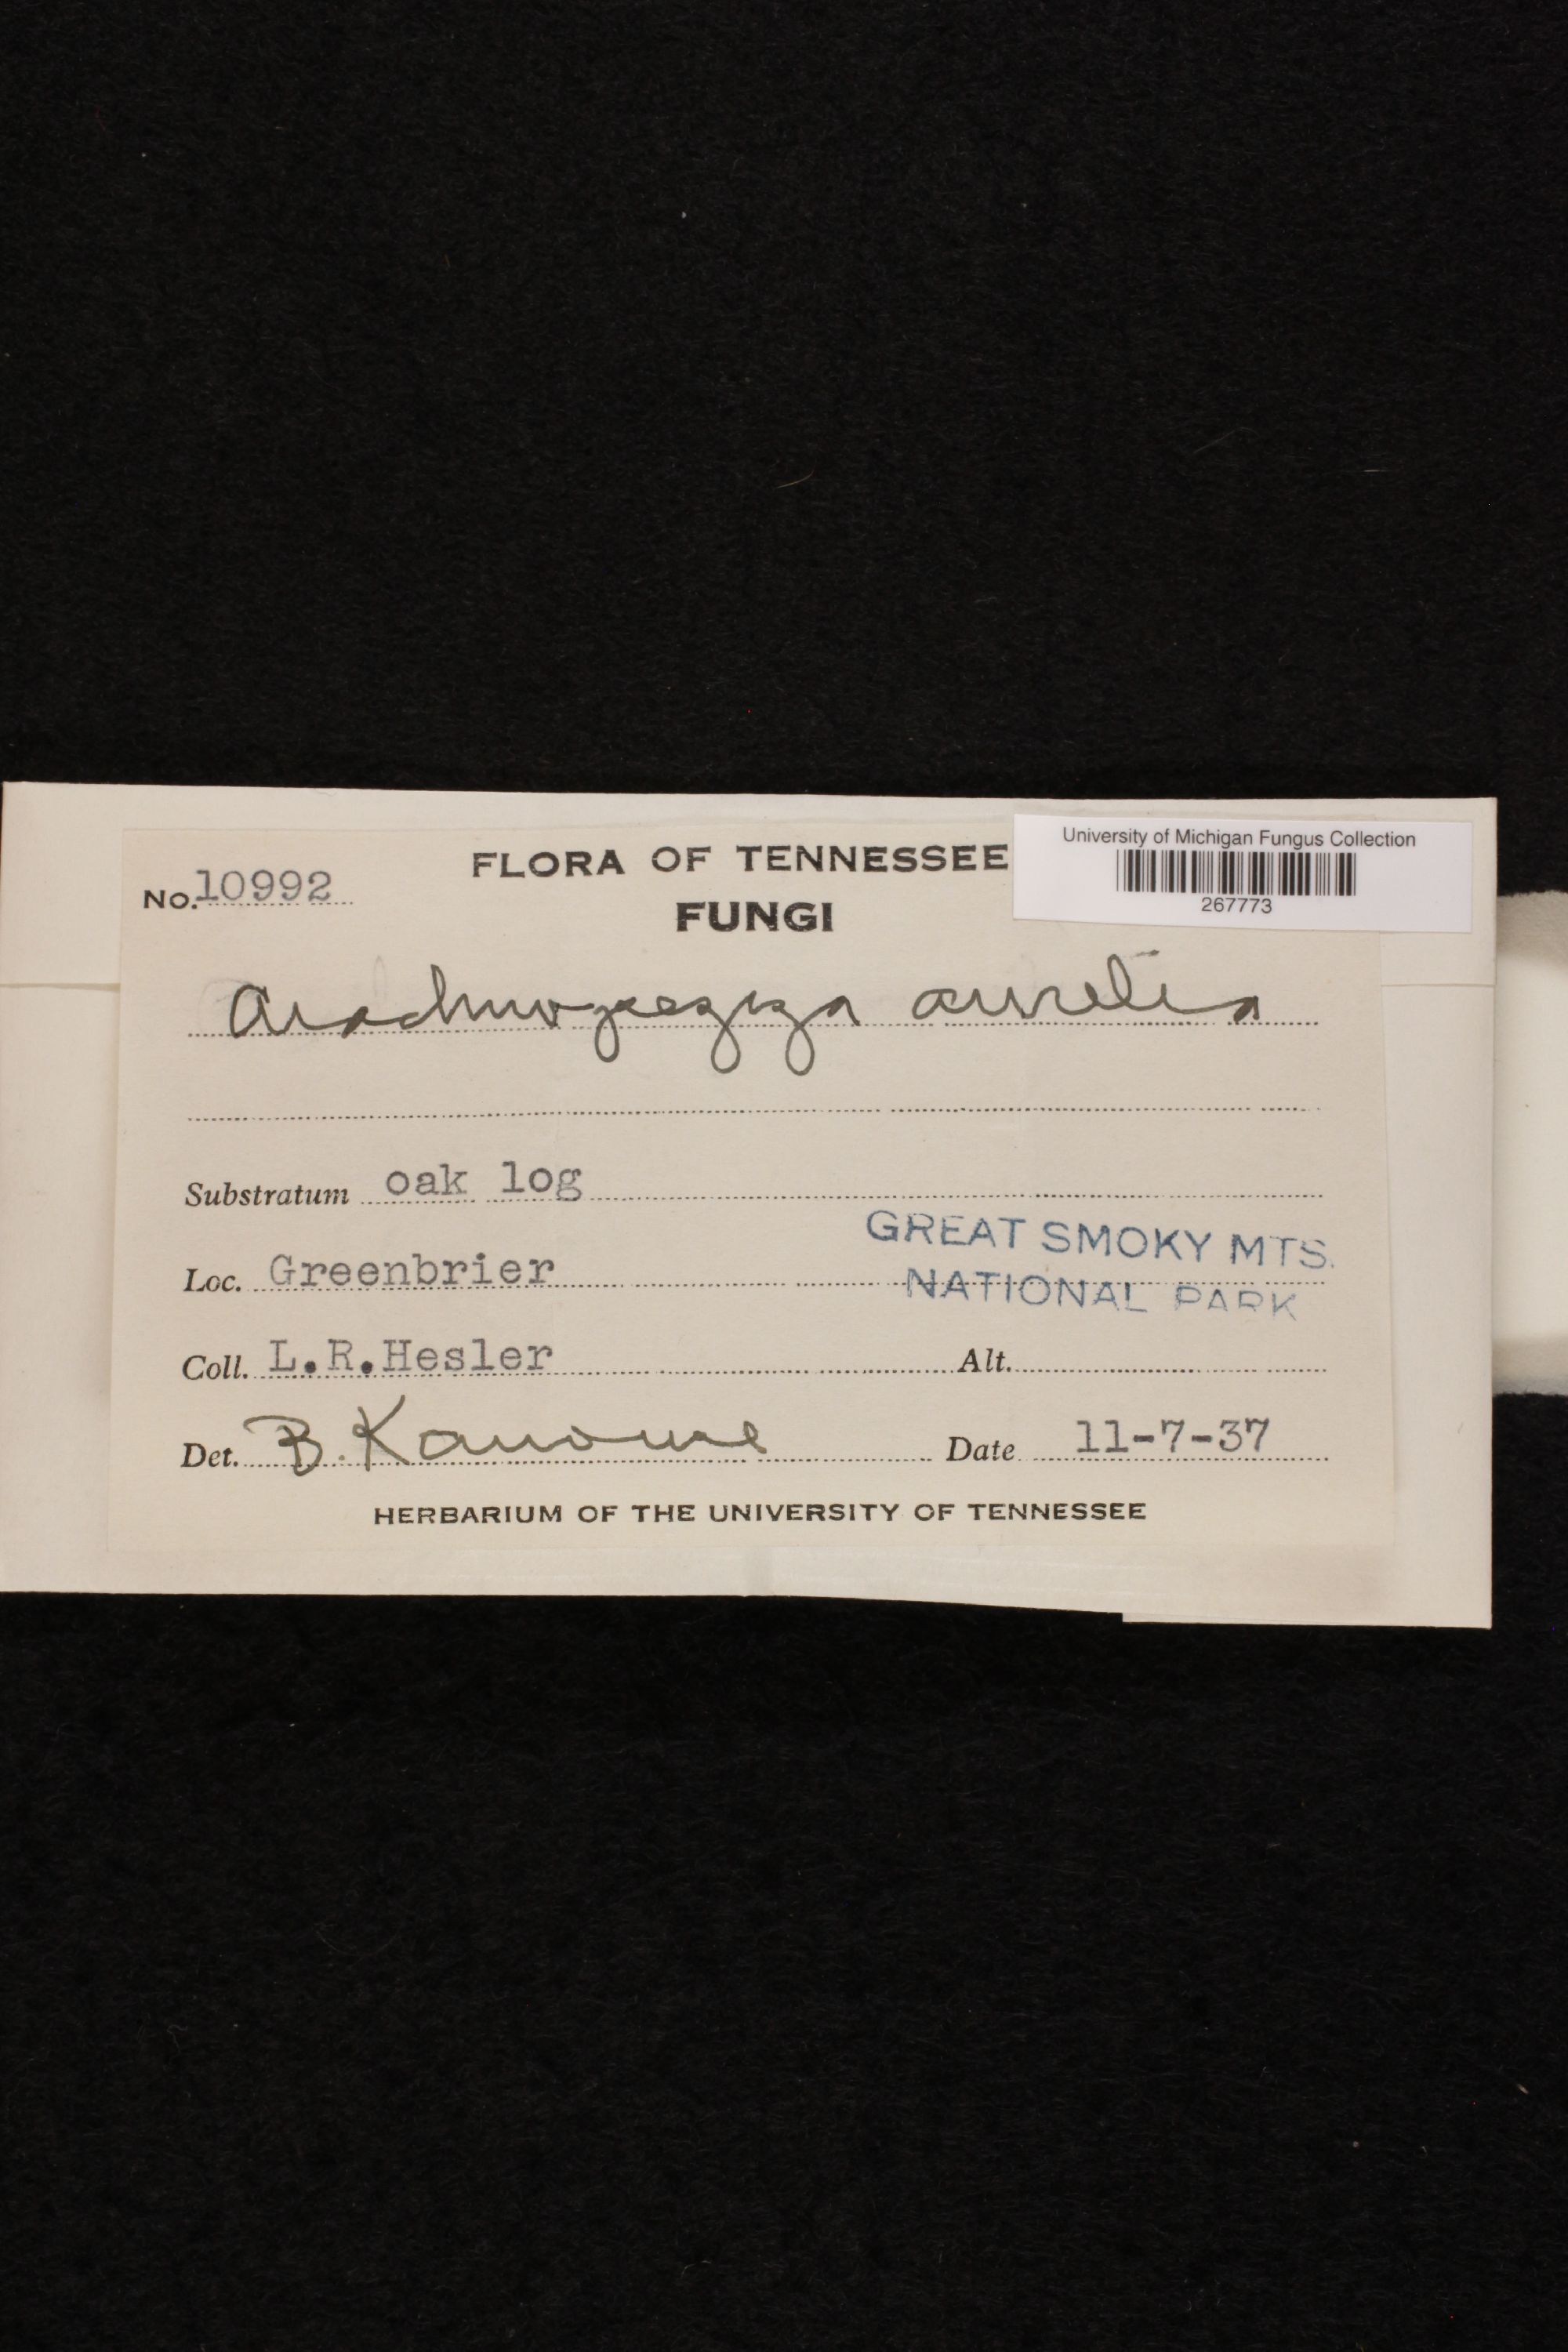 University of Michigan Fungus Collection
267773
FLORA OF TENNESSEE
No. 10992
FUNGI
Arachnopeziza aurelia
Substratum oak log
GREAT SMOKY MTS.
Loc. Greenbrier
NATIONAL PARK
Coll. L.R.Hesler Alt.
Det. B. Kanouse Date 11-7-37
HERBARIUM OF THE UNIVERSITY OF TENNESSEE